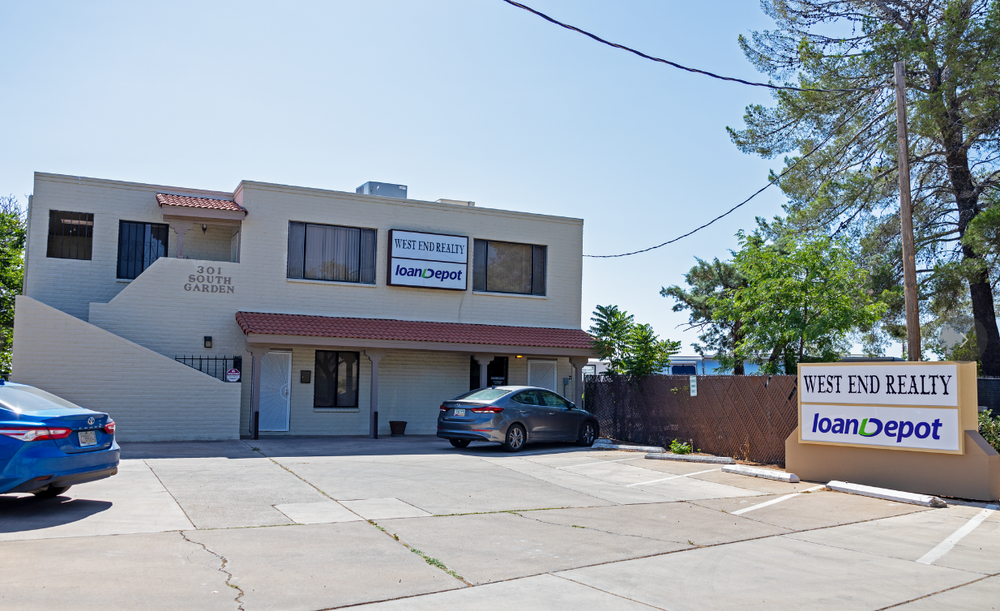 WEST END REALTY
loanDepot
301
SOUTH
GARDEN
WEST END REALTY
loanDepot